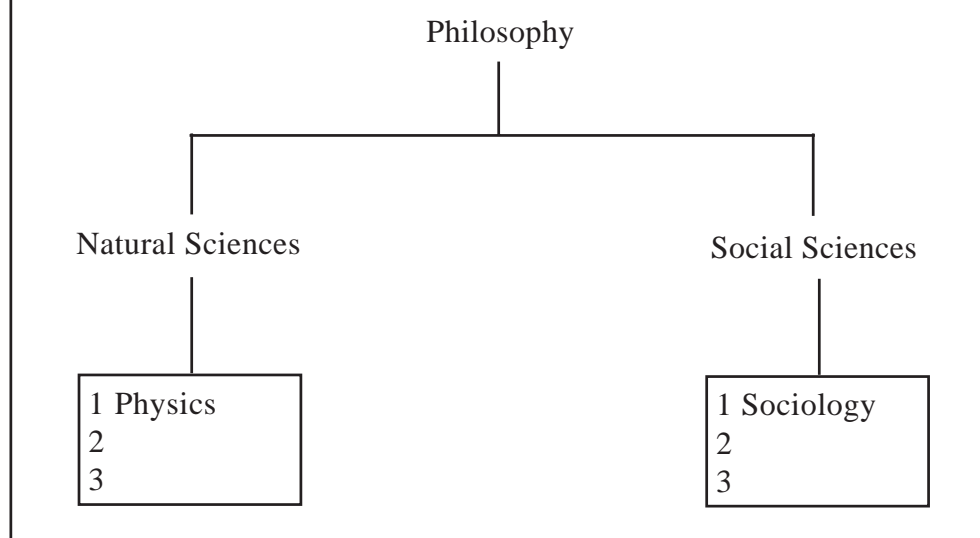 Philosophy
Natural Sciences
Social Sciences
1 Physics
2
3
1 Sociology
2
3